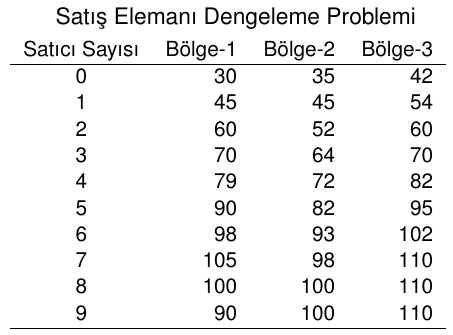 Satış Elemanı Dengeleme Problemi
Satıcı Sayısı Bölge-1 Bölge-2 Bölge-3
0 30 35 42
1 45 45 54
2 60 52 60
3 70 64 70
4 79 72 82
5 90 82 95
6 98 93 102
7 105 98 110
8 100 100 110
9 90 100 110